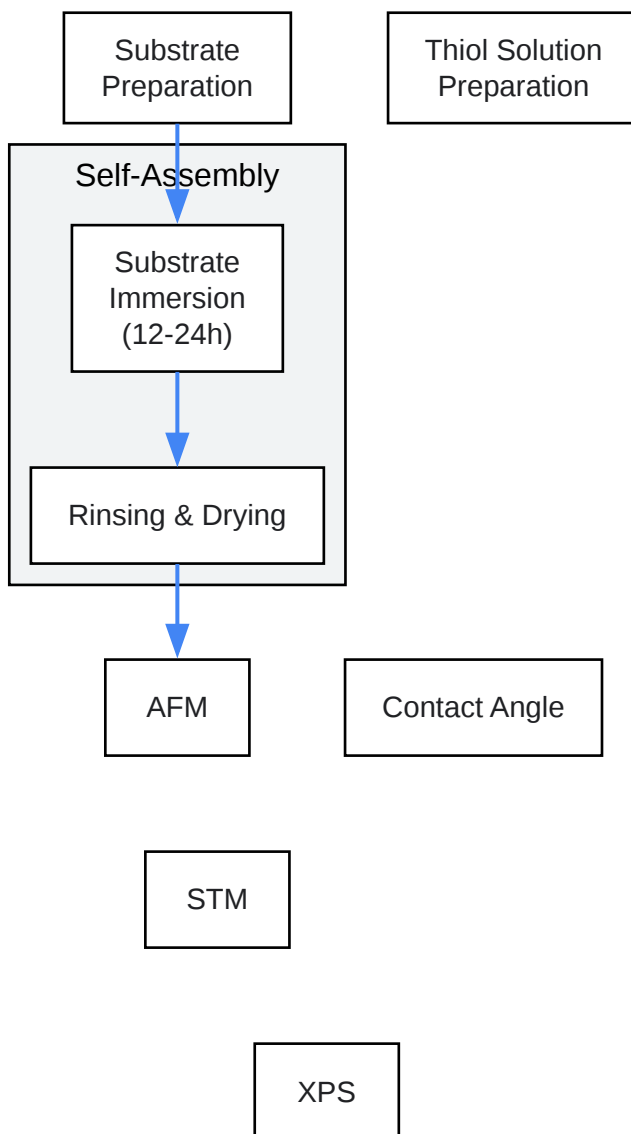 Substrate
Preparation
Thiol Solution
Preparation
Self-Assembly
Substrate
Immersion
(12-24h)
Rinsing & Drying
AFM
Contact Angle
STM
XPS